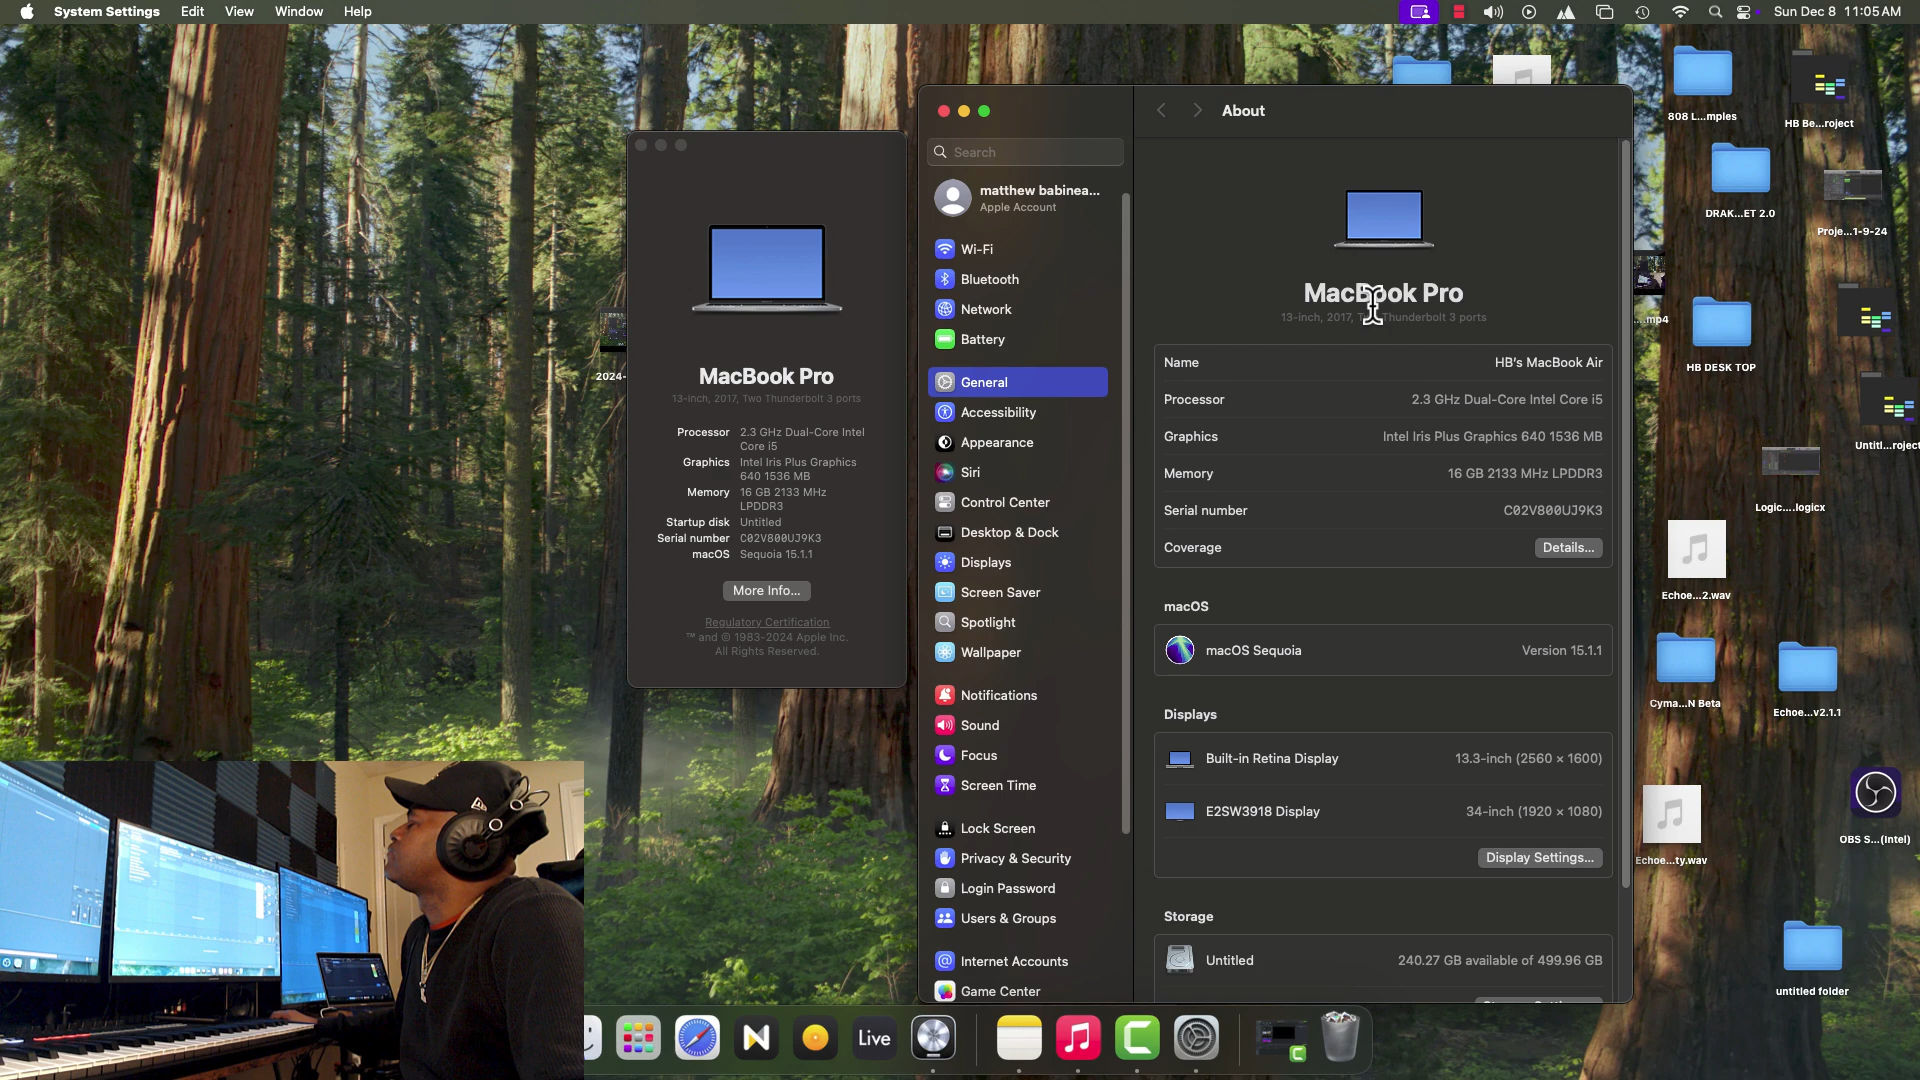 System Settings Edit View Window Help
Sun Dec 8 11:05 AM
MacBook Pro
13-inch, 2017, Two Thunderbolt 3 ports
Processor 2.3 GHz Dual-Core Intel
Core i5
Graphics Intel Iris Plus Graphics
640 1536 MB
Memory 16 GB 2133 MHz
LPDDR3
Startup disk Untitled
Serial number C02V800UJ9K3
macOS Sequoia 15.1.1
More Info...
Regulatory Certification
™ and © 1983-2024 Apple Inc.
All Rights Reserved.
Search
matthew babinea...
Apple Account
Wi-Fi
Bluetooth
Network
Battery
General
Accessibility
Appearance
Siri
Control Center
Desktop & Dock
Displays
Screen Saver
Spotlight
Wallpaper
Notifications
Sound
Focus
Screen Time
Lock Screen
Privacy & Security
Login Password
Users & Groups
Internet Accounts
Game Center
About
MacBook Pro
13-inch, 2017, Thunderbolt 3 ports
Name HB's MacBook Air
Processor 2.3 GHz Dual-Core Intel Core i5
Graphics Intel Iris Plus Graphics 640 1536 MB
Memory 16 GB 2133 MHz LPDDR3
Serial number C02V800UJ9K3
Coverage Details...
macOS
macOS Sequoia Version 15.1.1
Displays
Built-in Retina Display 13.3-inch (2560 × 1600)
E2SW3918 Display 34-inch (1920 × 1080)
Display Settings...
Storage
Untitled 240.27 GB available of 499.96 GB
2024-
808 L...mples
HB Be...roject
DRAK...ET 2.0
Proje...1-9-24
....mp4
HB DESK TOP
Untitl...roject
Logic....logicx
Echoe...2.wav
Cyma...N Beta
Echoe...v2.1.1
Echoe...ty.wav
OBS S...(Intel)
untitled folder
Live